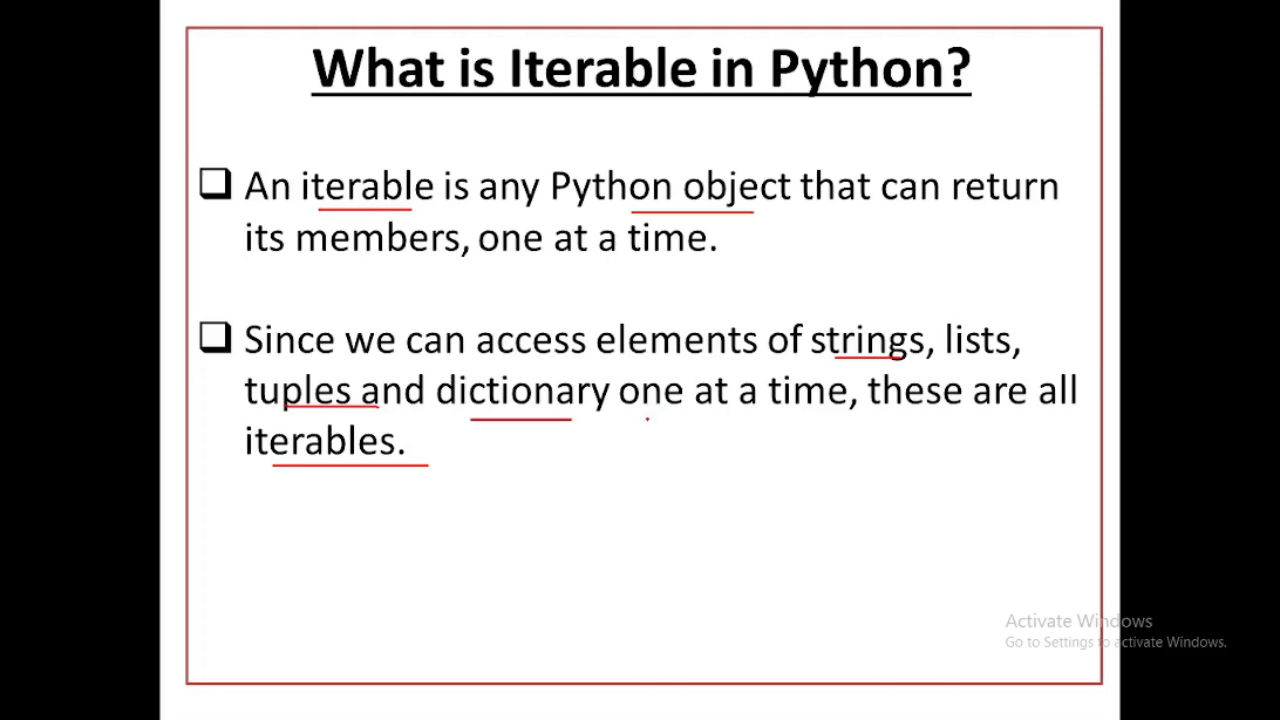 What is Iterable in Python?
An iterable is any Python object that can return
its members, one at a time.
Since we can access elements of strings, lists,
tuples and dictionary one at a time, these are all
iterables.
Activate Windows
Go to Settings to activate Windows.